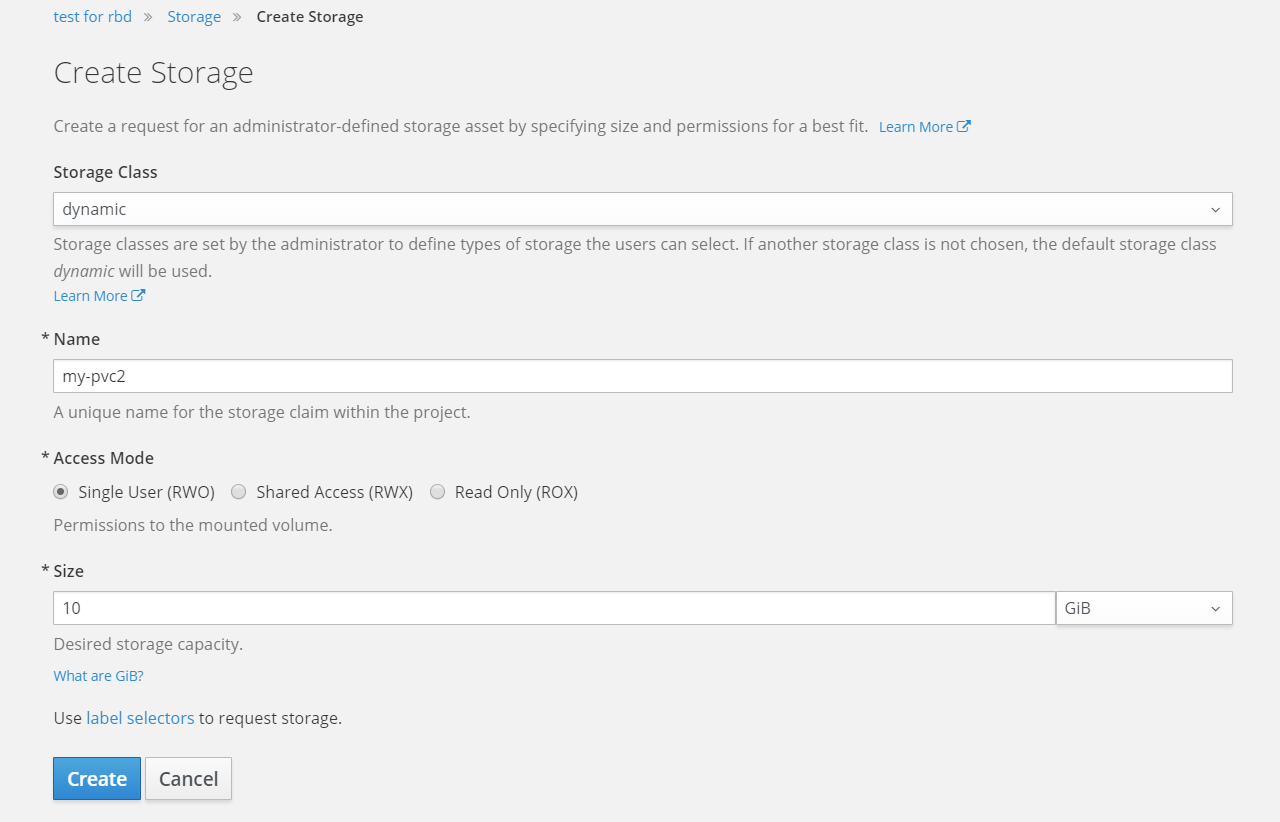 test for rbd » Storage » Create Storage
Create Storage
Create a request for an administrator-defined storage asset by specifying size and permissions for a best fit. Learn More
Storage Class
dynamic
Storage classes are set by the administrator to define types of storage the users can select. If another storage class is not chosen, the default storage class
dynamic will be used.
Learn More
* Name
my-pvc2
A unique name for the storage claim within the project.
* Access Mode
Single User (RWO) Shared Access (RWX) Read Only (ROX)
Permissions to the mounted volume.
* Size
10 GiB
Desired storage capacity.
What are GiB?
Use label selectors to request storage.
Create Cancel